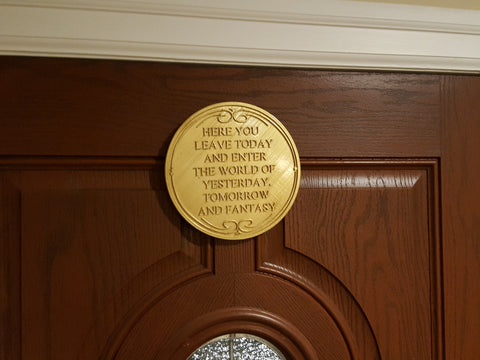 HERE YOU
LEAVE TODAY
AND ENTER
THE WORLD OF
YESTERDAY,
TOMORROW
AND FANTASY